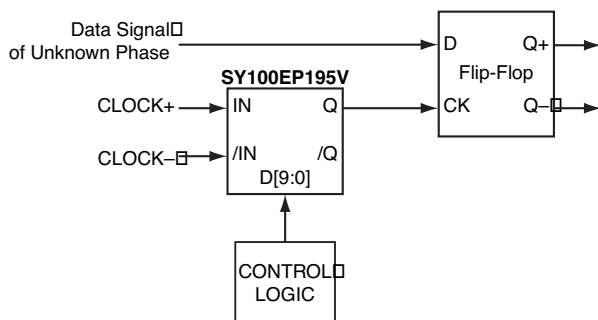 Data Signal
of Unknown Phase
D
Q+
Flip-Flop
SY100EP195V
CLOCK+
IN
Q
CK
Q–
CLOCK–
/IN
/Q
D[9:0]
CONTROL
LOGIC